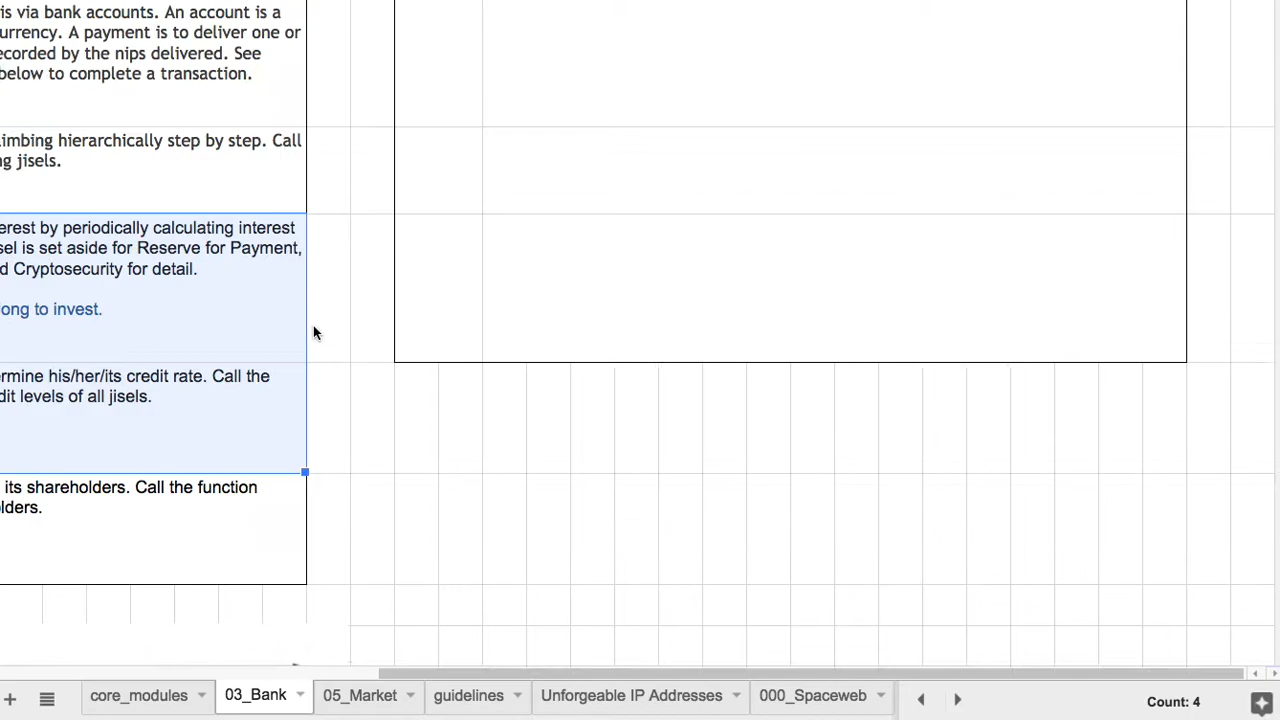 is via bank accounts. An account is a
urrency. A payment is to deliver one or
ecorded by the nips delivered. See
below to complete a transaction.
limbing hierarchically step by step. Call
ng jisels.
erest by periodically calculating interest
sel is set aside for Reserve for Payment,
d Cryptosecurity for detail.
ong to invest.
rmine his/her/its credit rate. Call the
dit levels of all jisels.
its shareholders. Call the function
olders.
core_modules
03_Bank
05_Market
guidelines
Unforgeable IP Addresses
000_Spaceweb
Count: 4